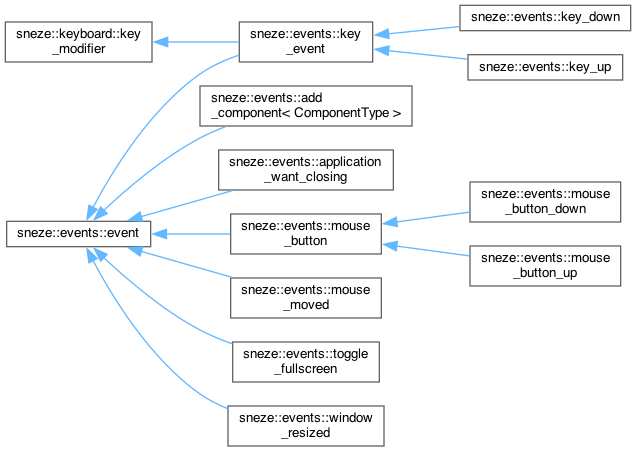 sneze::keyboard::key
_modifier
sneze::events::key
_event
sneze::events::key_down
sneze::events::key_up
sneze::events::add
_component< ComponentType >
sneze::events::application
_want_closing
sneze::events::event
sneze::events::mouse
_button
sneze::events::mouse
_button_down
sneze::events::mouse
_button_up
sneze::events::mouse
_moved
sneze::events::toggle
_fullscreen
sneze::events::window
_resized